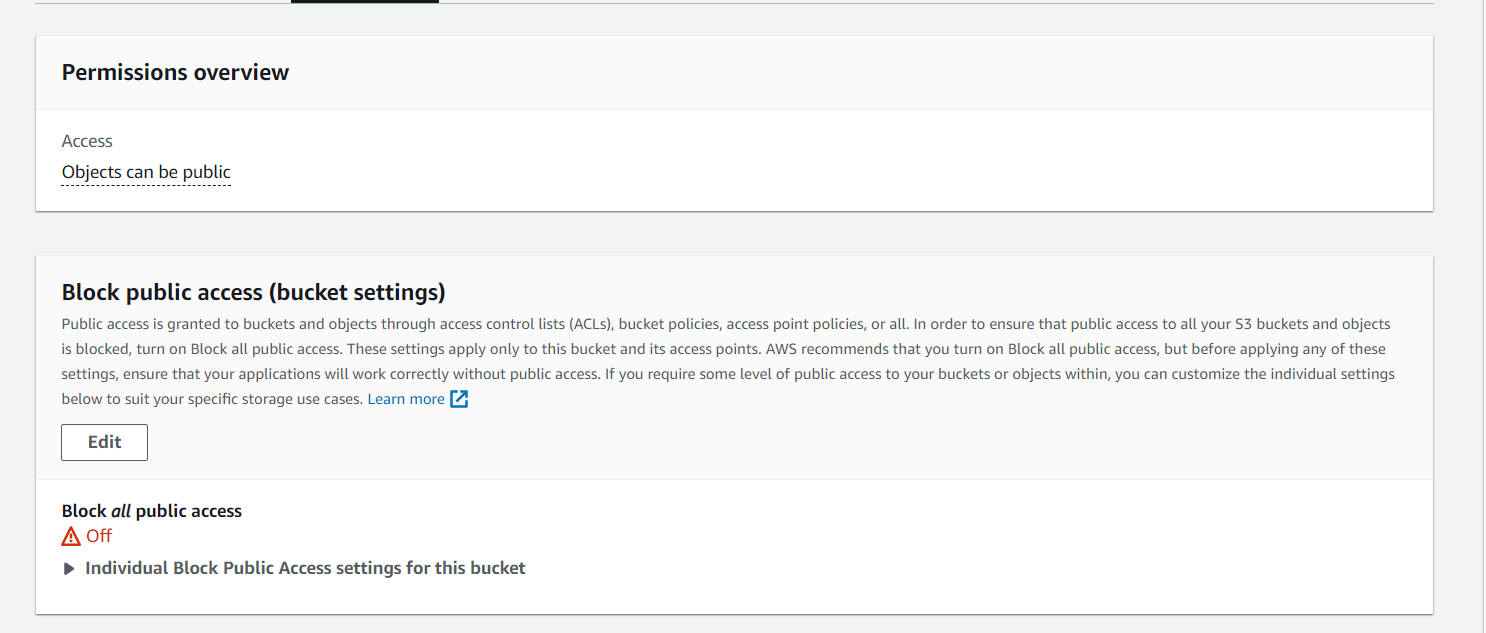 Permissions overview
Access
Objects can be public
Block public access (bucket settings)
Public access is granted to buckets and objects through access control lists (ACLs), bucket policies, access point policies, or all. In order to ensure that public access to all your S3 buckets and objects
is blocked, turn on Block all public access. These settings apply only to this bucket and its access points. AWS recommends that you turn on Block all public access, but before applying any of these
settings, ensure that your applications will work correctly without public access. If you require some level of public access to your buckets or objects within, you can customize the individual settings
below to suit your specific storage use cases. Learn more
Edit
Block all public access
Off
Individual Block Public Access settings for this bucket